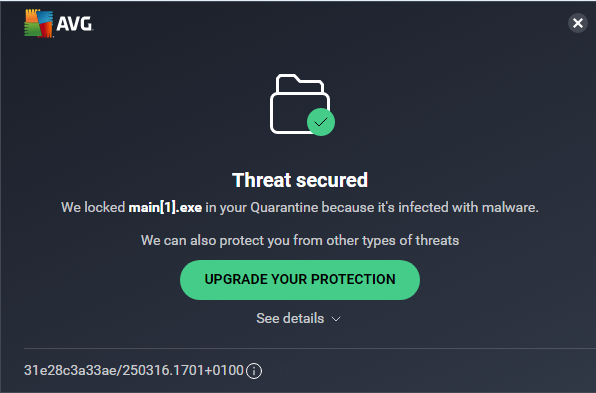 AVG
Threat secured
We locked main[1].exe in your Quarantine because it's infected with malware.
We can also protect you from other types of threats
UPGRADE YOUR PROTECTION
See details
31e28c3a33ae/250316.1701+0100